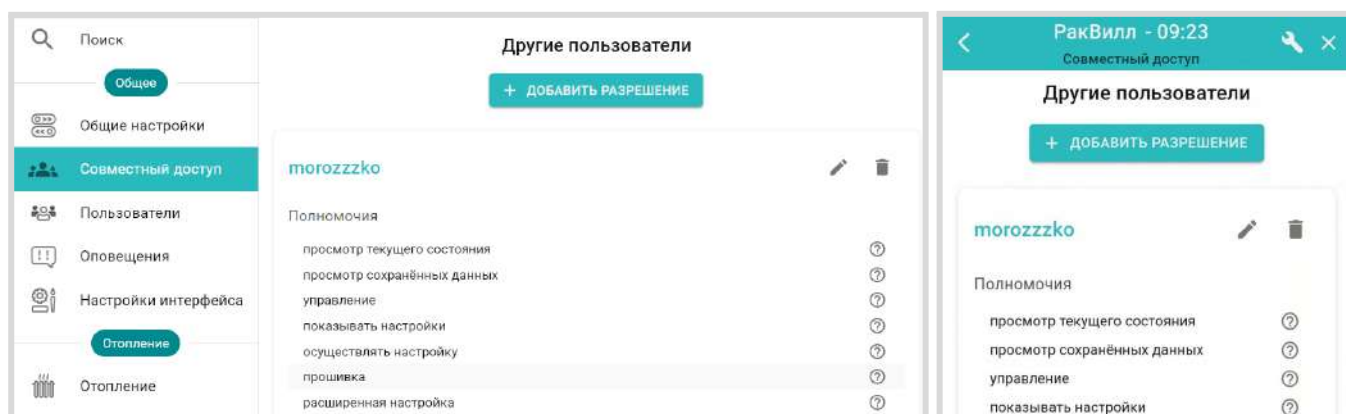 Поиск
Общее
Общие настройки
Совместный доступ
Пользователи
Оповещения
Настройки интерфейса
Отопление
Отопление
Другие пользователи
+ ДОБАВИТЬ РАЗРЕШЕНИЕ
morozzzko
Полномочия
просмотр текущего состояния
просмотр сохранённых данных
управление
показывать настройки
осуществлять настройку
прошивка
расширенная настройка
РакВилл - 09:23
Совместный доступ
Другие пользователи
+ ДОБАВИТЬ РАЗРЕШЕНИЕ
morozzzko
Полномочия
просмотр текущего состояния
просмотр сохранённых данных
управление
показывать настройки